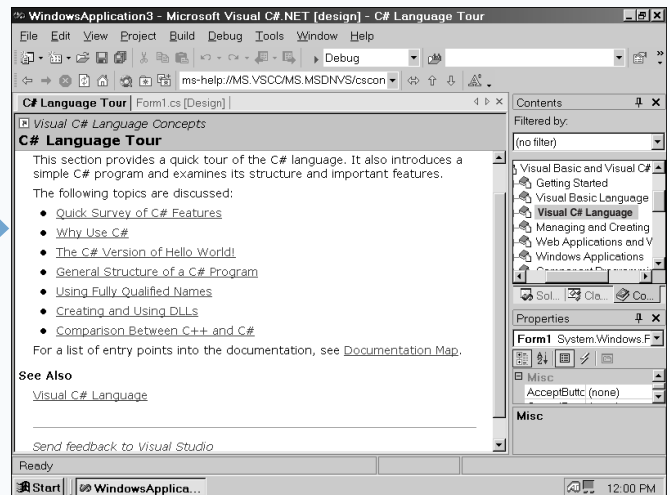 WindowsApplication3 - Microsoft Visual C#.NET [design] - C# Language Tour
File Edit View Project Build Debug Tools Window Help
Debug
ms-help://MS.VSCC/MS.MSDNVS/cscon
C# Language Tour Form1.cs [Design]
Visual C# Language Concepts
C# Language Tour
This section provides a quick tour of the C# language. It also introduces a
simple C# program and examines its structure and important features.
The following topics are discussed:
Quick Survey of C# Features
Why Use C#
The C# Version of Hello World!
General Structure of a C# Program
Using Fully Qualified Names
Creating and Using DLLs
Comparison Between C++ and C#
For a list of entry points into the documentation, see Documentation Map.
See Also
Visual C# Language
Send feedback to Visual Studio
Contents
Filtered by:
(no filter)
Visual Basic and Visual C#
Getting Started
Visual Basic Language
Visual C# Language
Managing and Creating
Web Applications and V
Windows Applications
Sol... Cla... Co...
Properties
Form1 System.Windows.F
Misc
AcceptButtc (none)
Misc
Ready
Start WindowsApplica... 12:00 PM